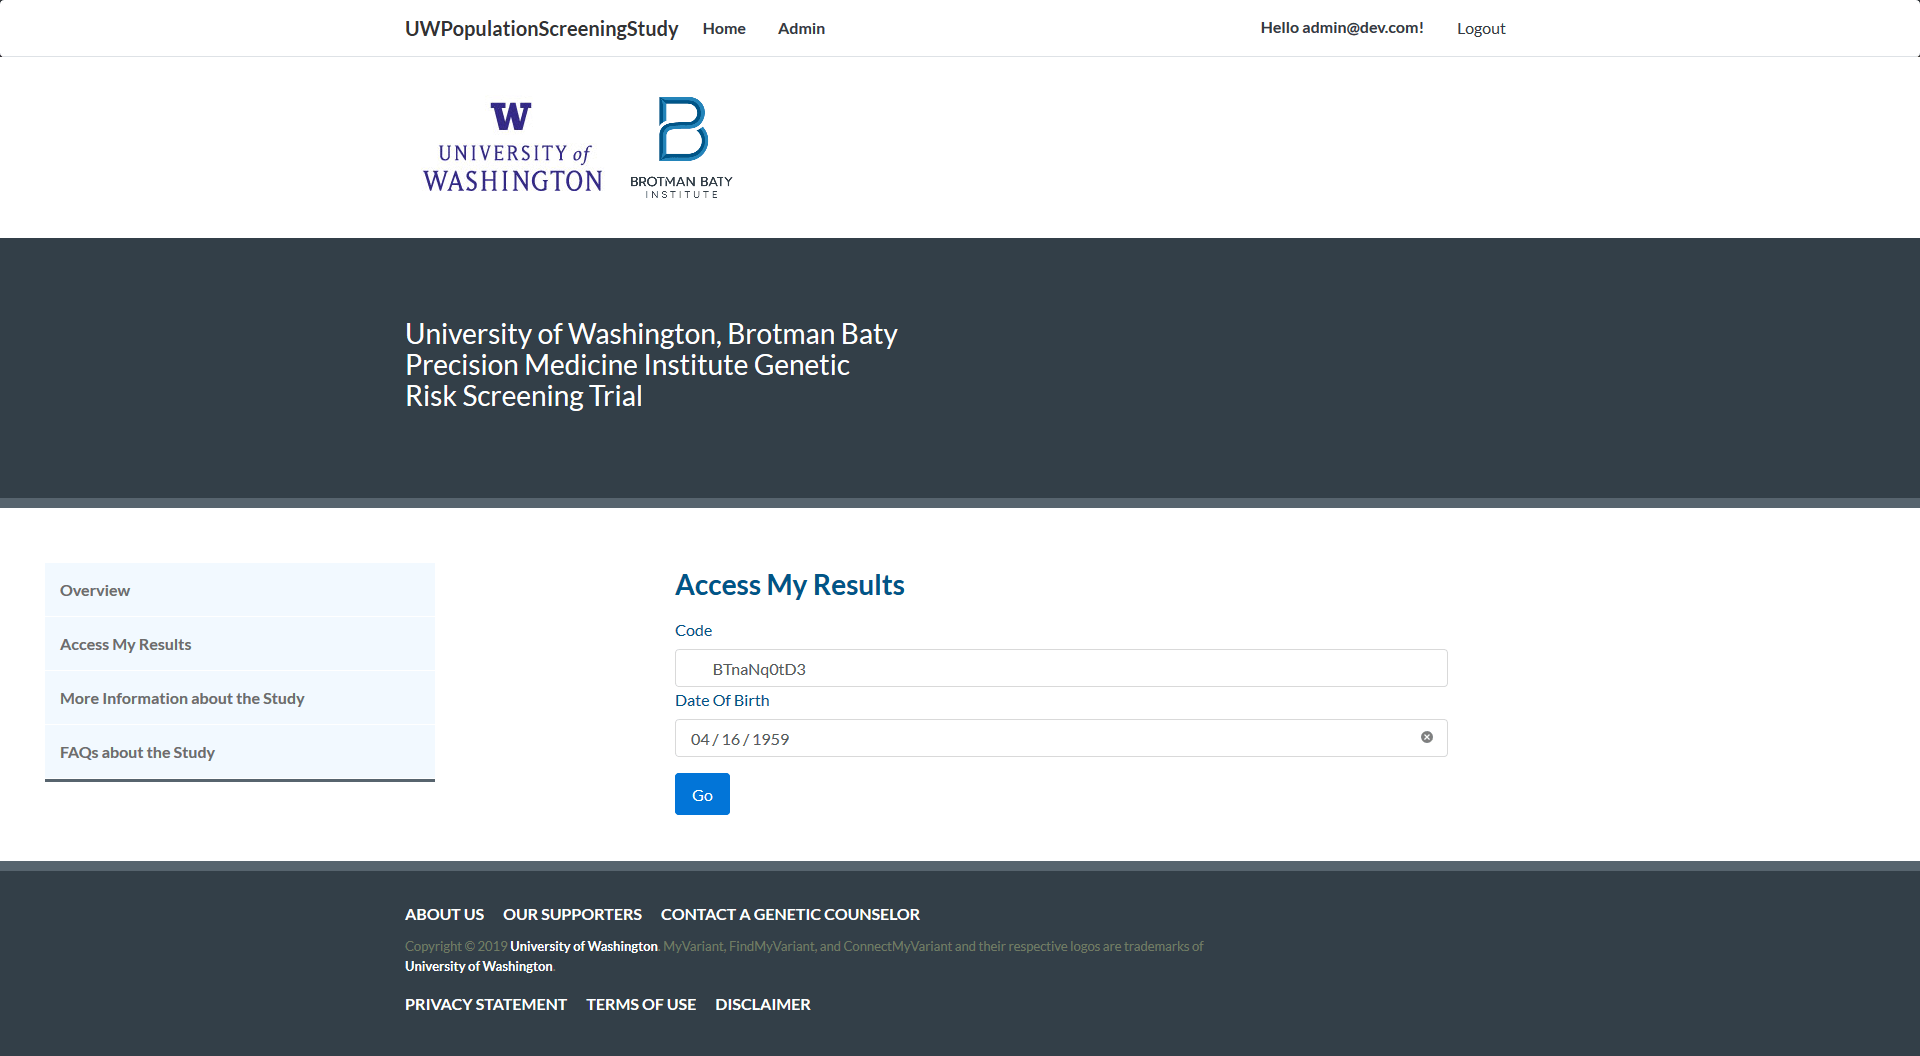 UWPopulationScreeningStudy Home Admin Hello admin@dev.com! Logout
W
UNIVERSITY of
WASHINGTON
B
BROTMAN BATY
INSTITUTE
University of Washington, Brotman Baty
Precision Medicine Institute Genetic
Risk Screening Trial
Overview
Access My Results
More Information about the Study
FAQs about the Study
Access My Results
Code
BTnaNq0tD3
Date Of Birth
04 / 16 / 1959
Go
ABOUT US OUR SUPPORTERS CONTACT A GENETIC COUNSELOR
Copyright © 2019 University of Washington. MyVariant, FindMyVariant, and ConnectMyVariant and their respective logos are trademarks of
University of Washington.
PRIVACY STATEMENT TERMS OF USE DISCLAIMER